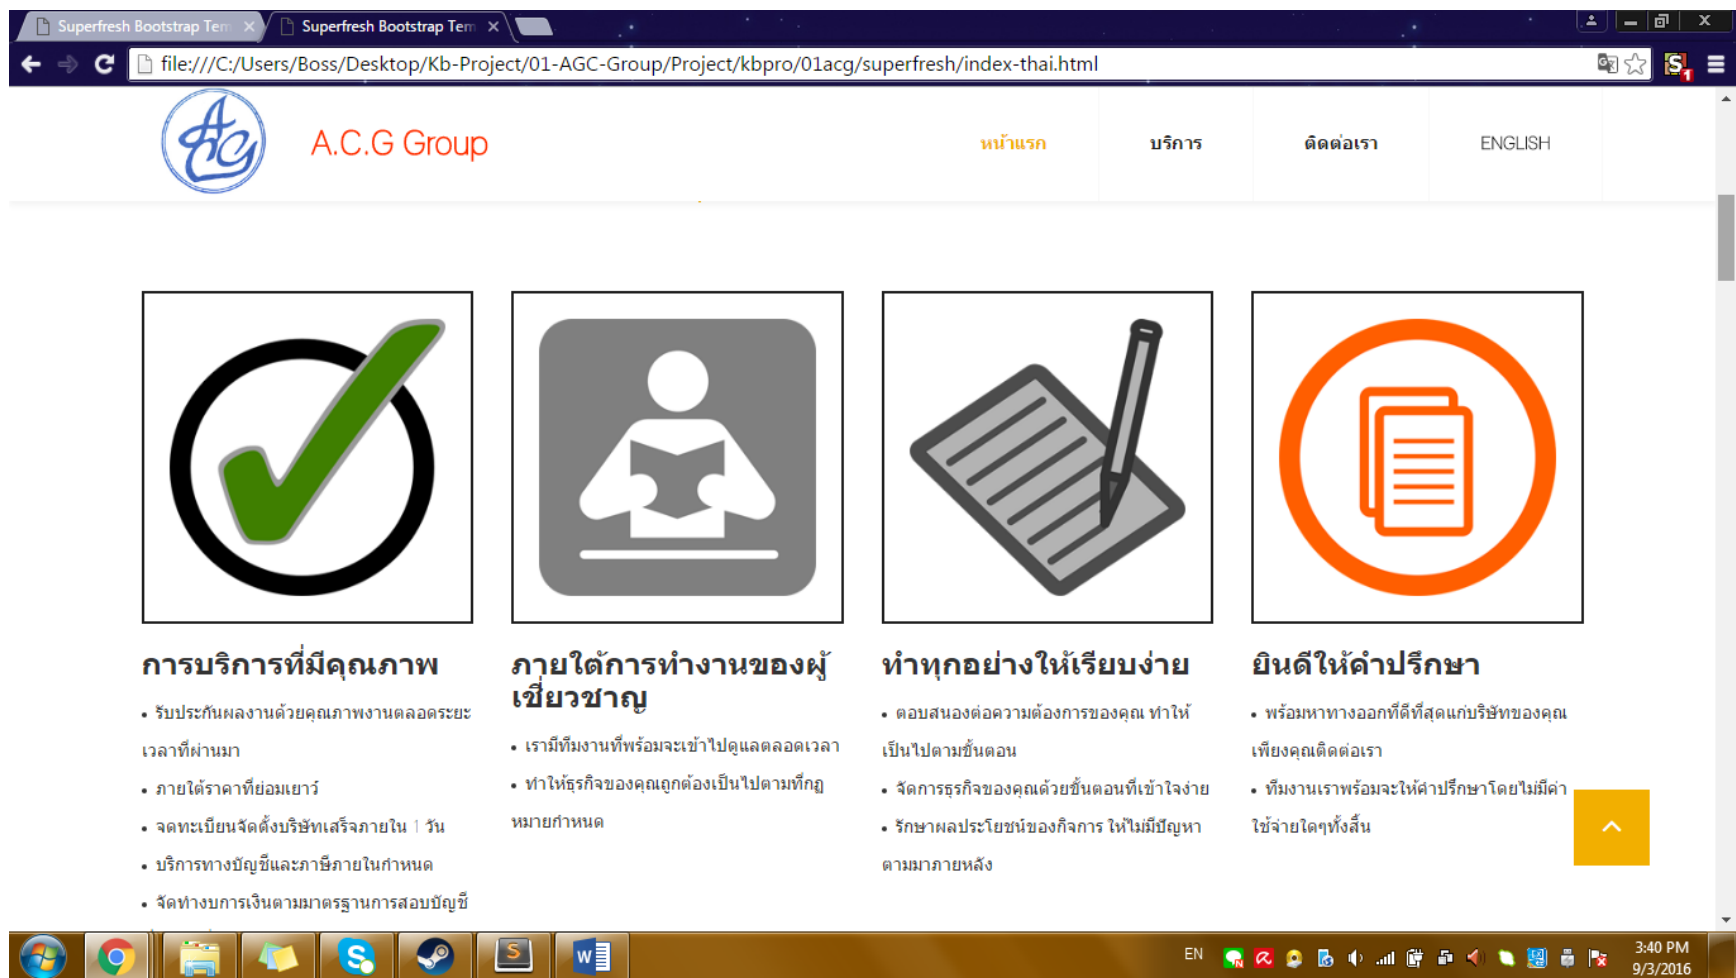 Superfresh Bootstrap Tem
Superfresh Bootstrap Tem
file:///C:/Users/Boss/Desktop/Kb-Project/01-AGC-Group/Project/kbpro/01acg/superfresh/index-thai.html
A.C.G Group
หน้าแรก
บริการ
ติดต่อเรา
ENGLISH
การบริการที่มีคุณภาพ
• รับประกันผลงานด้วยคุณภาพงานตลอดระยะ
เวลาที่ผ่านมา
• ภายใต้ราคาที่ย่อมเยาว์
• จดทะเบียนจัดตั้งบริษัทเสร็จภายใน 1 วัน
• บริการทางบัญชีและภาษีภายในกำหนด
• จัดทำงบการเงินตามมาตรฐานการสอบบัญชี
ภายใต้การทำงานของผู้
เชี่ยวชาญ
• เรามีทีมงานที่พร้อมจะเข้าไปดูแลตลอดเวลา
• ทำให้ธุรกิจของคุณถูกต้องเป็นไปตามที่กฏ
หมายกำหนด
ทำทุกอย่างให้เรียบง่าย
• ตอบสนองต่อความต้องการของคุณ ทำให้
เป็นไปตามขั้นตอน
• จัดการธุรกิจของคุณด้วยขั้นตอนที่เข้าใจง่าย
• รักษาผลประโยชน์ของกิจการ ให้ไม่มีปัญหา
ตามมาภายหลัง
ยินดีให้คำปรึกษา
• พร้อมหาทางออกที่ดีที่สุดแก่บริษัทของคุณ
เพียงคุณติดต่อเรา
• ทีมงานเราพร้อมจะให้คำปรึกษาโดยไม่มีค่า
ใช้จ่ายใดๆทั้งสิ้น
EN
3:40 PM
9/3/2016